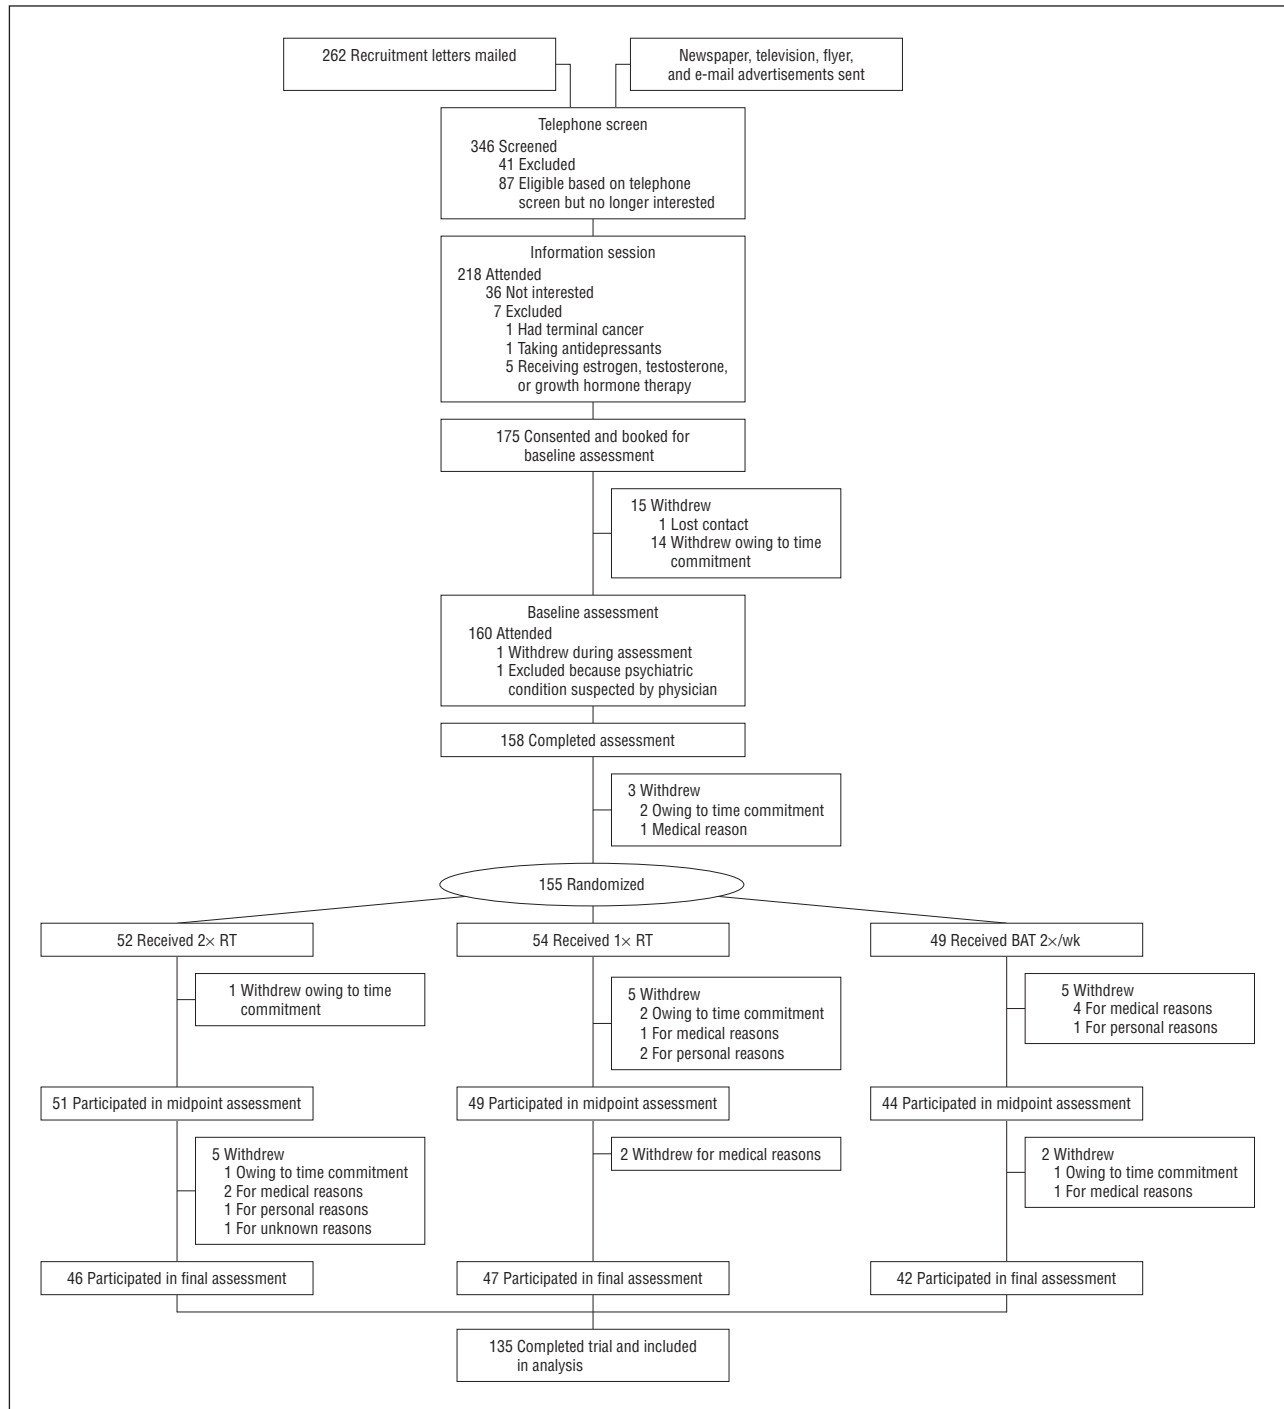 262 Recruitment letters mailed
Newspaper, television, flyer,
and e-mail advertisements sent
Telephone screen
346 Screened
41 Excluded
87 Eligible based on telephone
screen but no longer interested
Information session
218 Attended
36 Not interested
7 Excluded
1 Had terminal cancer
1 Taking antidepressants
5 Receiving estrogen, testosterone,
or growth hormone therapy
175 Consented and booked for
baseline assessment
15 Withdrew
1 Lost contact
14 Withdrew owing to time
commitment
Baseline assessment
160 Attended
1 Withdrew during assessment
1 Excluded because psychiatric
condition suspected by physician
158 Completed assessment
3 Withdrew
2 Owing to time commitment
1 Medical reason
155 Randomized
52 Received 2× RT
54 Received 1× RT
49 Received BAT 2×/wk
1 Withdrew owing to time
commitment
5 Withdrew
2 Owing to time commitment
1 For medical reasons
2 For personal reasons
5 Withdrew
4 For medical reasons
1 For personal reasons
51 Participated in midpoint assessment
49 Participated in midpoint assessment
44 Participated in midpoint assessment
5 Withdrew
1 Owing to time commitment
2 For medical reasons
1 For personal reasons
1 For unknown reasons
2 Withdrew for medical reasons
2 Withdrew
1 Owing to time commitment
1 For medical reasons
46 Participated in final assessment
47 Participated in final assessment
42 Participated in final assessment
135 Completed trial and included
in analysis